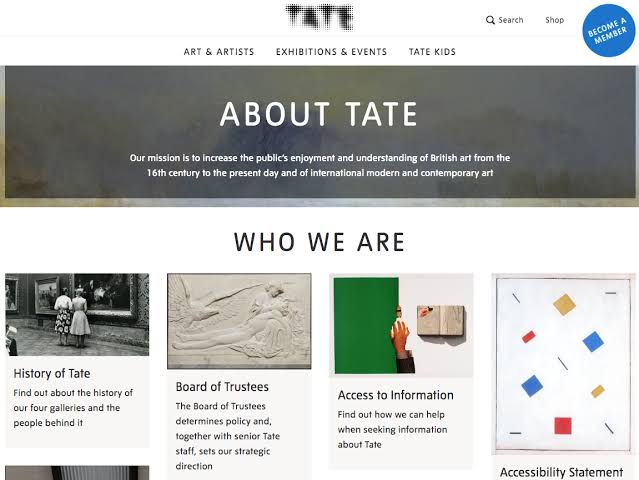 TATE
Search
Shop
BECOME A
MEMBER
ART & ARTISTS
EXHIBITIONS & EVENTS
TATE KIDS
ABOUT TATE
Our mission is to increase the public's enjoyment and understanding of British art from the
16th century to the present day and of international modern and contemporary art
WHO WE ARE
History of Tate
Find out about the history of
our four galleries and the
people behind it
Board of Trustees
The Board of Trustees
determines policy and,
together with senior Tate
staff, sets our strategic
direction
Access to Information
Find out how we can help
when seeking information
about Tate
Accessibility Statement